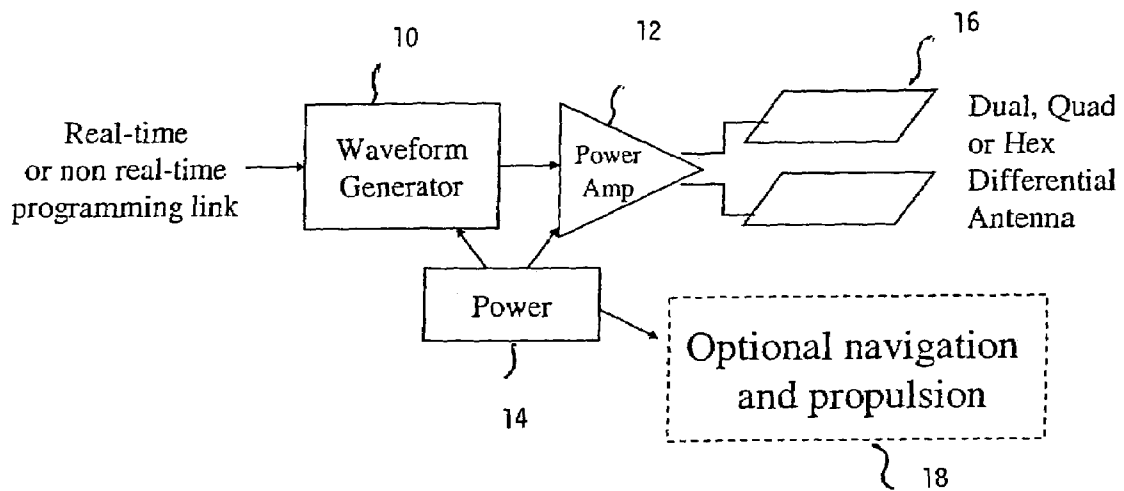 10
12
16
Real-time
or non real-time
programming link
Waveform
Generator
Power
Amp
Dual, Quad
or Hex
Differential
Antenna
Power
14
Optional navigation
and propulsion
18